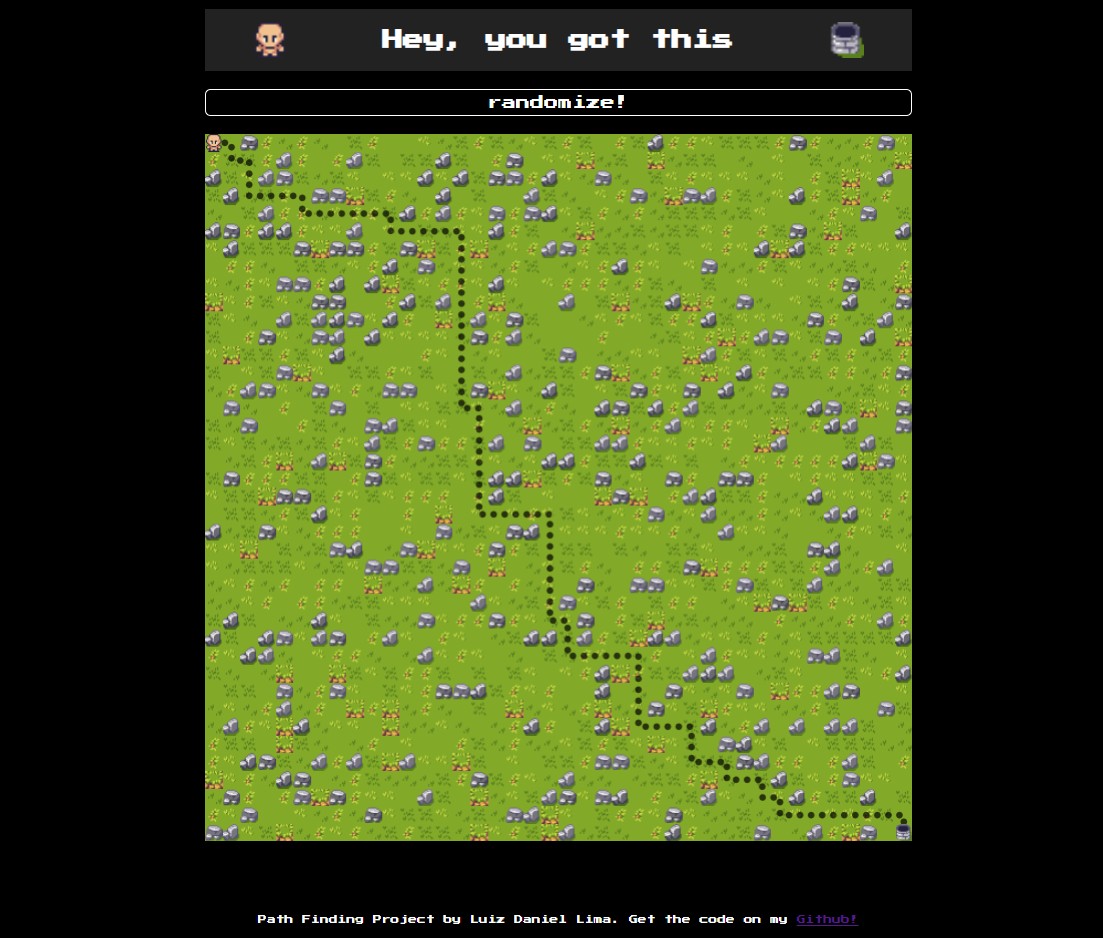 Hey, you got this
randomize!
Path Finding Project by Luiz Daniel Lima. Get the code on my Github!